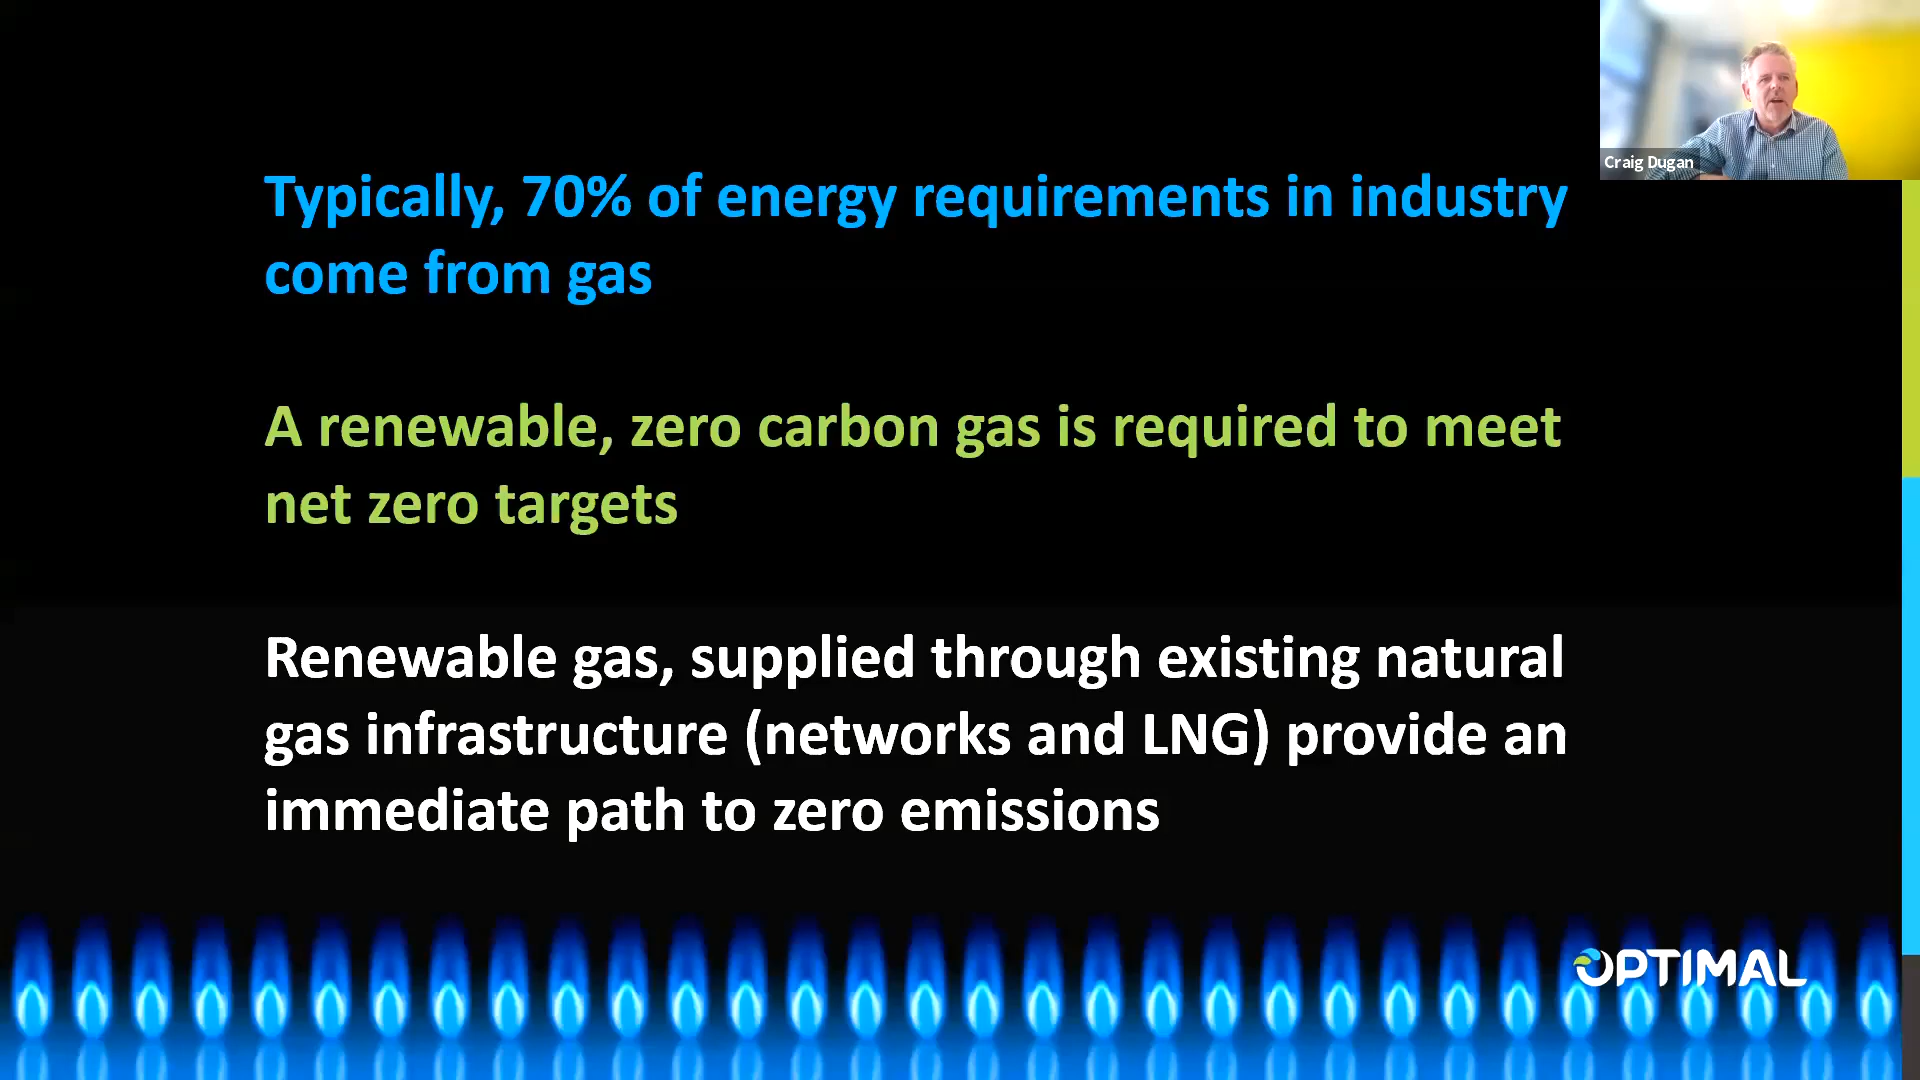 Craig Dugan
Typically, 70% of energy requirements in industry
come from gas
A renewable, zero carbon gas is required to meet
net zero targets
Renewable gas, supplied through existing natural
gas infrastructure (networks and LNG) provide an
immediate path to zero emissions
OPTIMAL